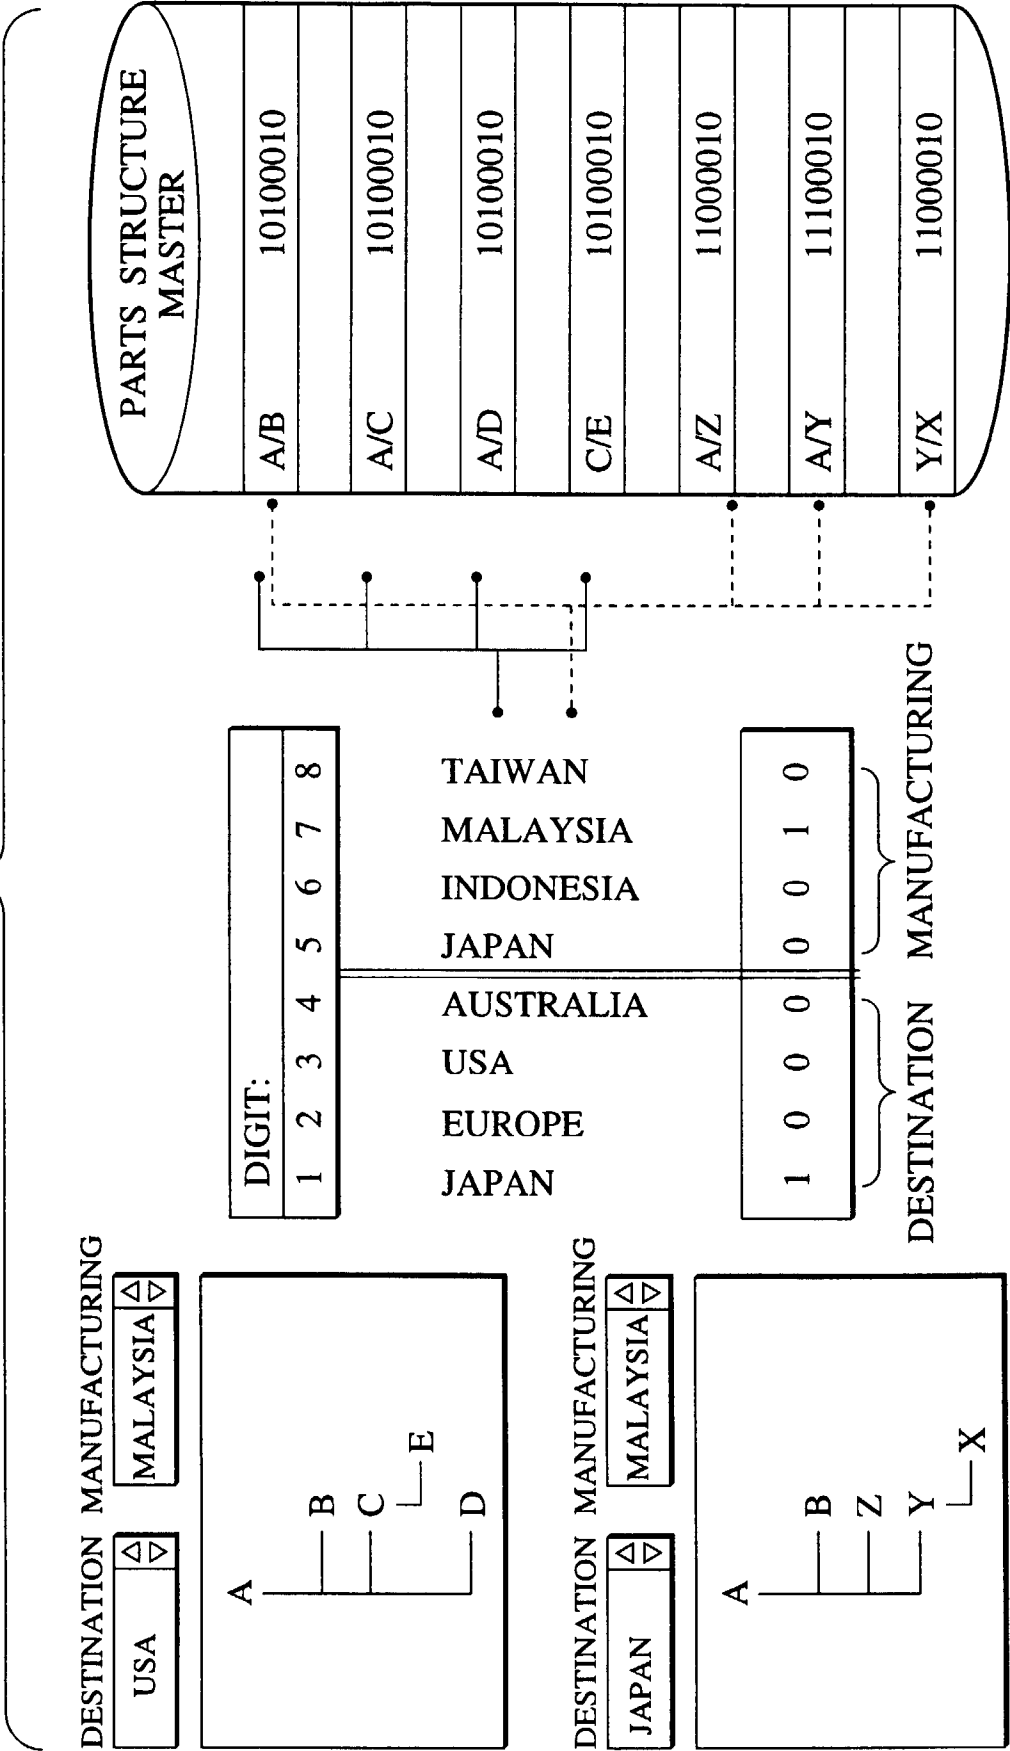 DESTINATION MANUFACTURING
USA MALAYSIA
A
B
C
E
D
DESTINATION MANUFACTURING
JAPAN MALAYSIA
A
B
Z
Y
X
DIGIT:
1 2 3 4 5 6 7 8
JAPAN
EUROPE
USA
AUSTRALIA
JAPAN
INDONESIA
MALAYSIA
TAIWAN
1 0 0 0 0 0 1 0
DESTINATION MANUFACTURING
PARTS STRUCTURE
MASTER
A/B 10100010
A/C 10100010
A/D 10100010
C/E 10100010
A/Z 11000010
A/Y 11100010
Y/X 11000010